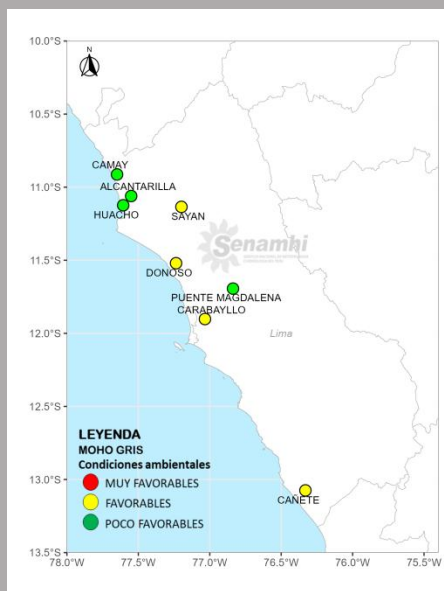 10.0°S
N
10.5°S
CAMAY
11.0°S
ALCANTARILLA
HUACHO
SAYAN
Senamhi
11.5°S
DONOSO
PUENTE MAGDALENA
CARABAYLLO
12.0°S
Lima
12.5°S
LEYENDA
MOHO GRIS
Condiciones ambientales
MUY FAVORABLES
FAVORABLES
POCO FAVORABLES
13.0°S
CAÑETE
13.5°S
78.0°W 77.5°W 77.0°W 76.5°W 76.0°W 75.5°W